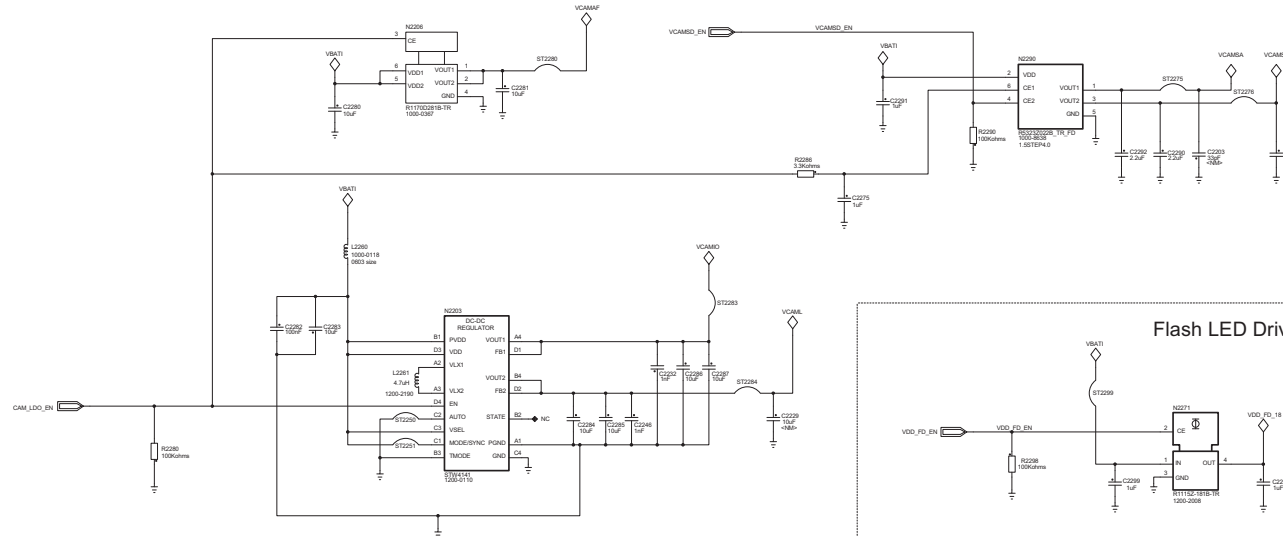 VCAMAF
N2208
3
CE
VBATI
6
VDD1
VOUT1
1
5
VDD2
VOUT2
2
GND
4
ST2280
C2280
10uF
C2281
10uF
R1170D281B-TR
1000-0367
VCAMSD_EN
VCAMSD_EN
VBATI
N2290
2
VDD
6
CE1
VOUT1
1
4
CE2
VOUT2
3
GND
5
VCAMSA
ST2275
ST2276
C2291
1uF
R2290
100Kohms
R5323Z022B_TR_FD
1000-8638
1.5STEP4.0
C2292
2.2uF
C2290
2.2uF
C2203
33pF
<NM>
R2286
3.3Kohms
C2275
1uF
VBATI
L2260
1000-0118
0603 size
C2282
100nF
C2283
10uF
N2203
DC-DC
REGULATOR
B1
PVDD
VOUT1
A4
D3
VDD
FB1
D1
A2
VLX1
VOUT2
B4
A3
VLX2
FB2
D2
D4
EN
C2
AUTO
STATE
B2
NC
C3
VSEL
C1
MODE/SYNC
PGND
A1
B3
TMODE
GND
C4
STW4141
1200-0110
L2261
4.7uH
1200-2190
ST2250
ST2251
CAM_LDO_EN
R2280
100Kohms
VCAMIO
ST2283
C2232
1nF
C2286
10uF
C2287
10uF
VCAML
ST2284
C2284
10uF
C2285
10uF
C2246
1nF
C2229
10uF
<NM>
Flash LED Driv
VBATI
ST2299
VDD_FD_EN
VDD_FD_EN
R2298
100Kohms
N2271
2
CE
1
IN
OUT
4
3
GND
R1115Z-181B-TR
1200-2008
C2299
1uF
VDD_FD_18
1uF